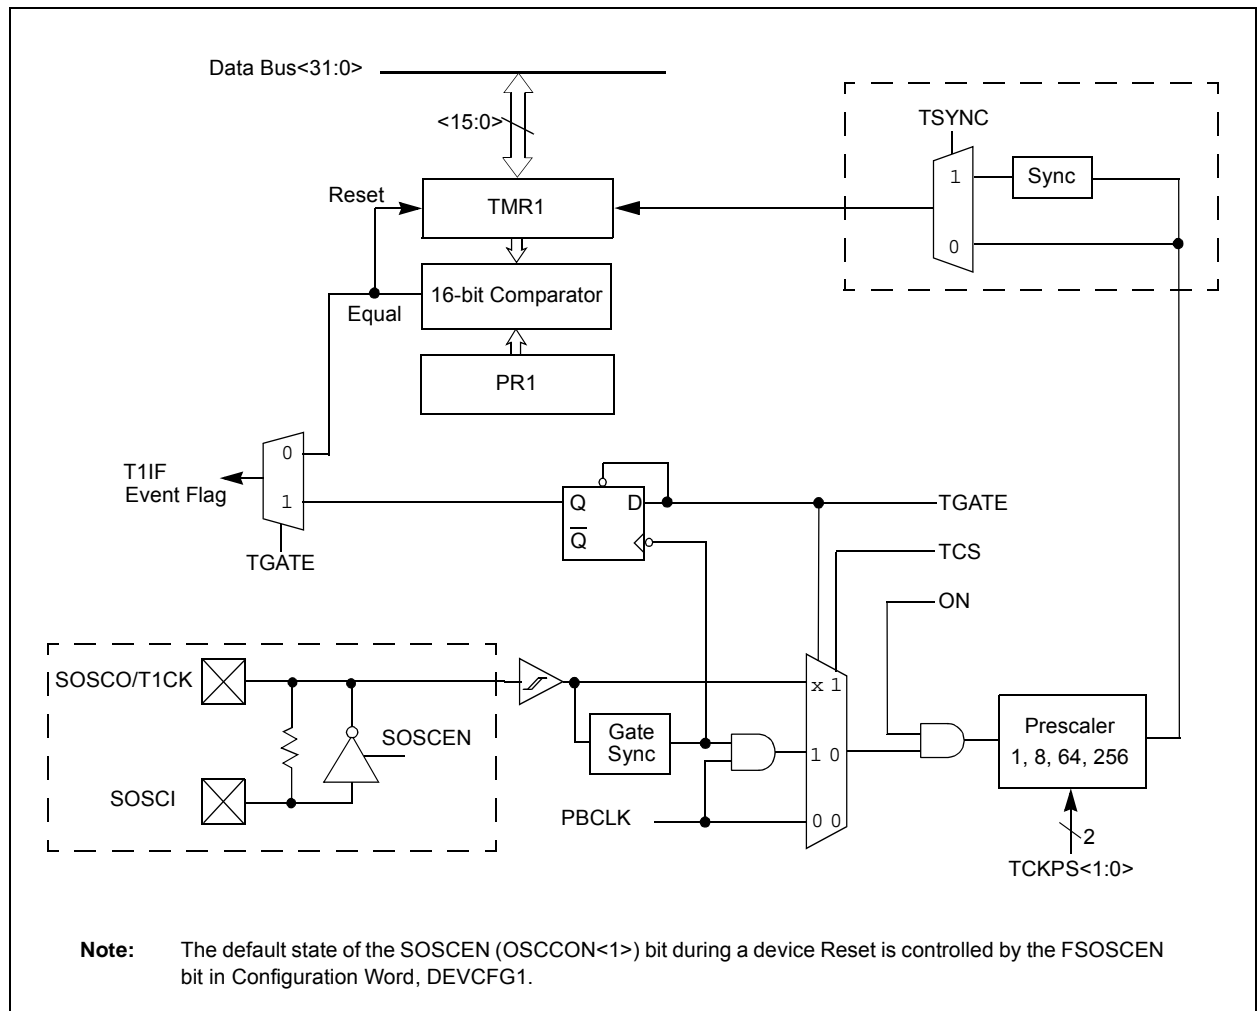 Data Bus<31:0>
<15:0>
TSYNC
1
Sync
0
Reset
TMR1
16-bit Comparator
Equal
PR1
0
T1IF
Event Flag
1
TGATE
Q D
Q
TGATE
TCS
ON
SOSCO/T1CK
SOSCEN
SOSCI
Gate
Sync
PBCLK
x 1
1 0
0 0
Prescaler
1, 8, 64, 256
2
TCKPS<1:0>
Note: The default state of the SOSCEN (OSCCON<1>) bit during a device Reset is controlled by the FSOSCEN
bit in Configuration Word, DEVCFG1.